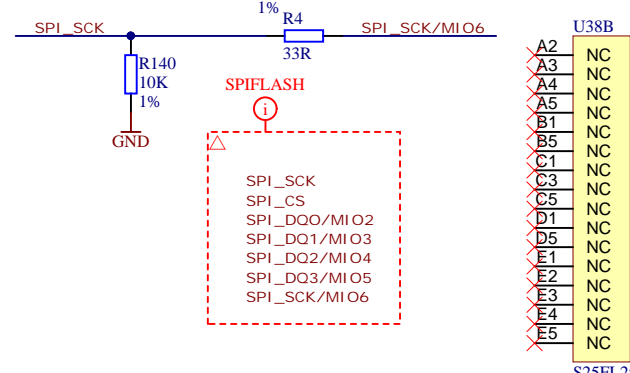 1%
R4
SPI_SCK
SPI_SCK/MIO6
33R
R140
10K
1%
GND
SPIFLASH
i
SPI_SCK
SPI_CS
SPI_DQ0/MIO2
SPI_DQ1/MIO3
SPI_DQ2/MIO4
SPI_DQ3/MIO5
SPI_SCK/MIO6
U38B
A2 NC
A3 NC
A4 NC
A5 NC
B1 NC
B5 NC
C1 NC
C3 NC
C5 NC
D1 NC
D5 NC
E1 NC
E2 NC
E3 NC
E4 NC
E5 NC